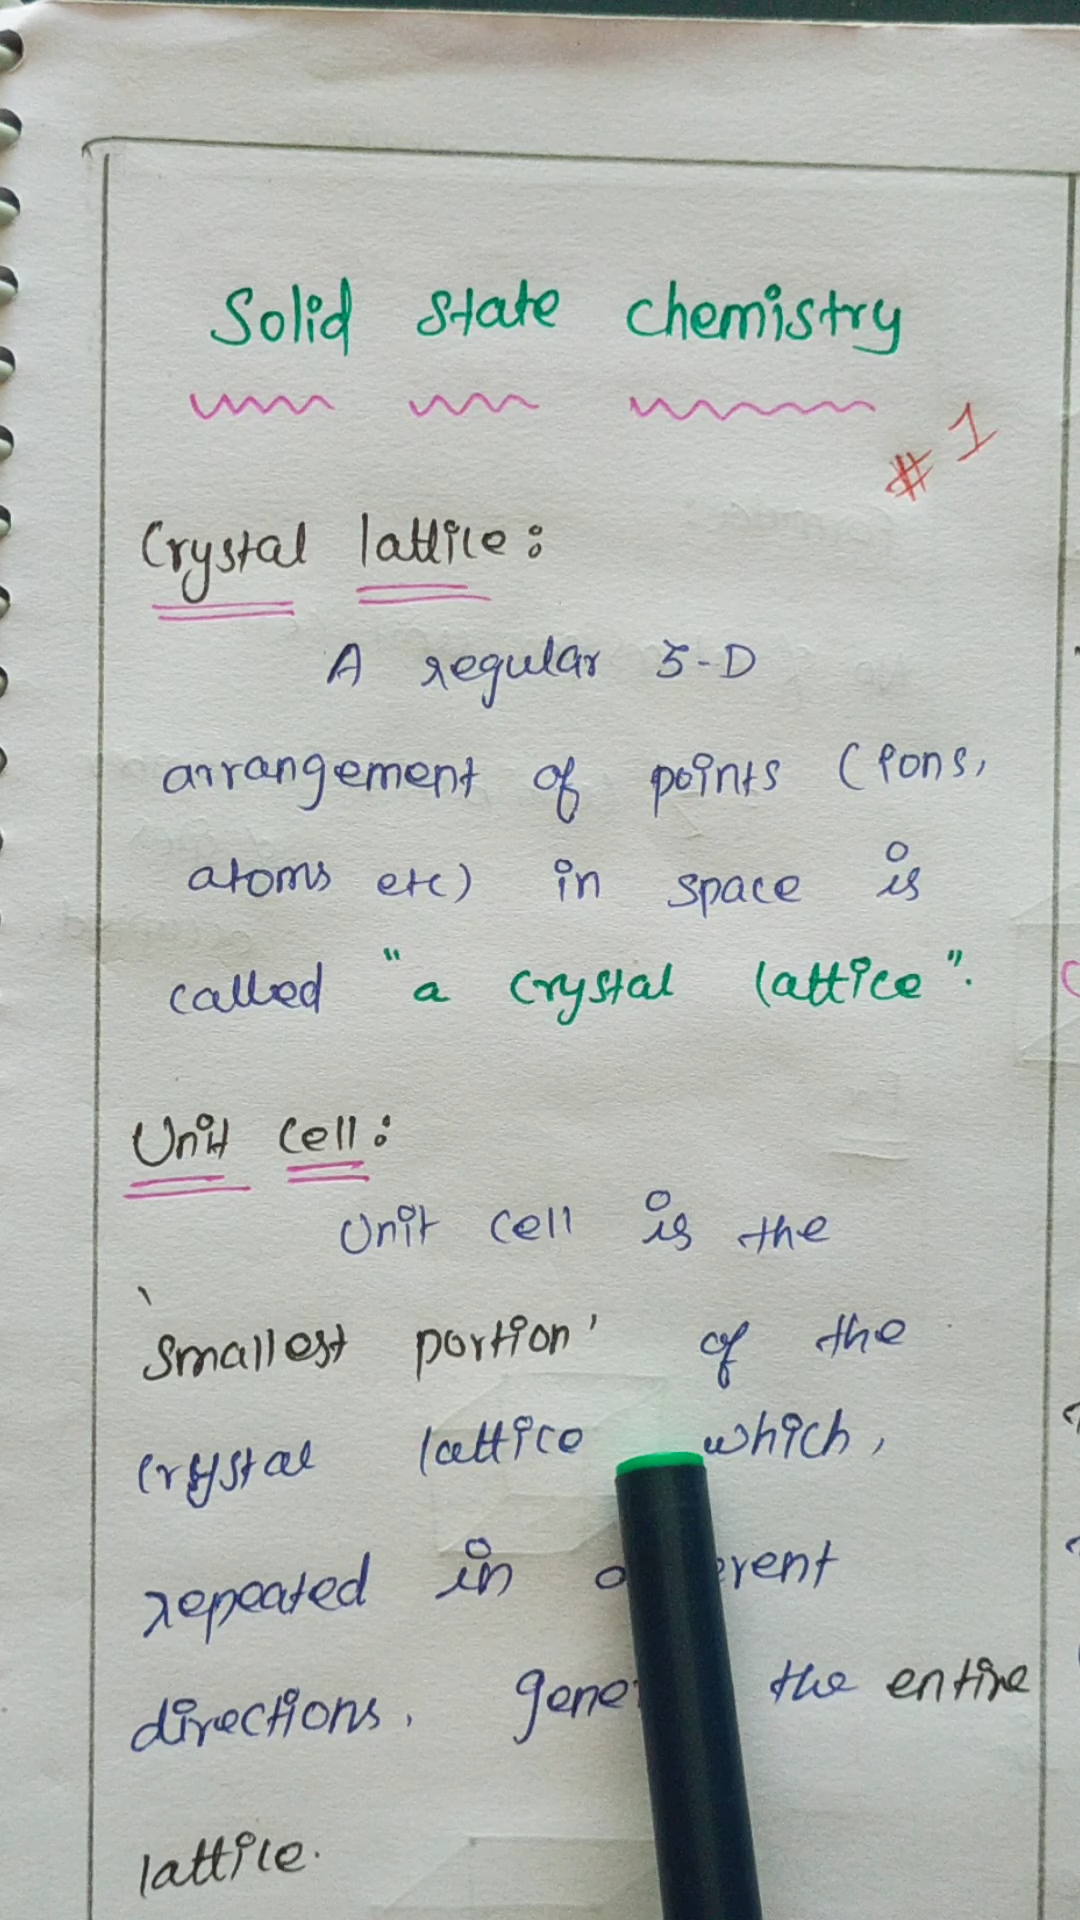 Solid state chemistry
# 1
Crystal lattice:
A regular 3-D
arrangement of points (ions,
atoms etc) in space is
called "a crystal lattice".
Unit cell:
Unit cell is the
'smallest portion' of the
crystal lattice which,
repeated in
directions, the entire
lattice.